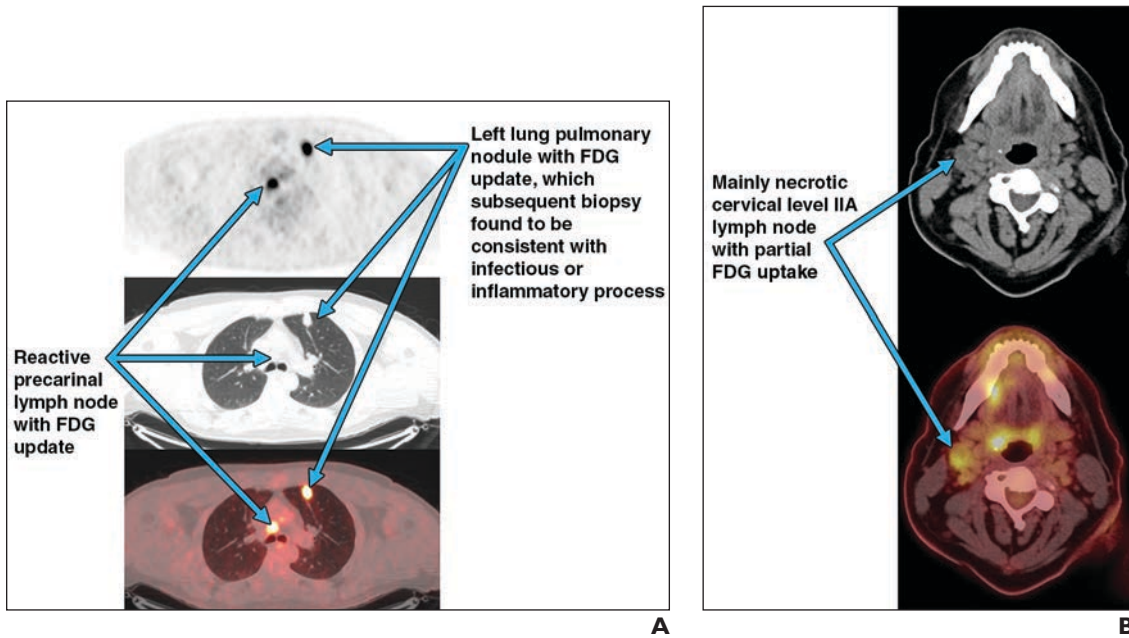 Left lung pulmonary
nodule with FDG
update, which
subsequent biopsy
found to be
consistent with
infectious or
inflammatory process
Reactive
precarinal
lymph node
with FDG
update
A
Mainly necrotic
cervical level IIA
lymph node
with partial
FDG uptake
B